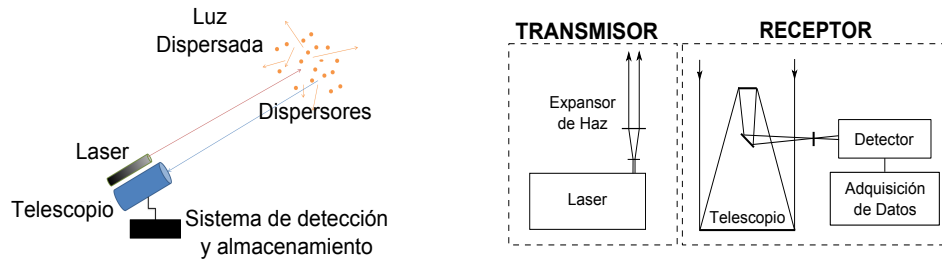 Luz
Dispersada
Dispersores
Laser
Telescopio
Sistema de detección
y almacenamiento
TRANSMISOR
Expansor
de Haz
Laser
RECEPTOR
Detector
Adquisición
de Datos
Telescopio